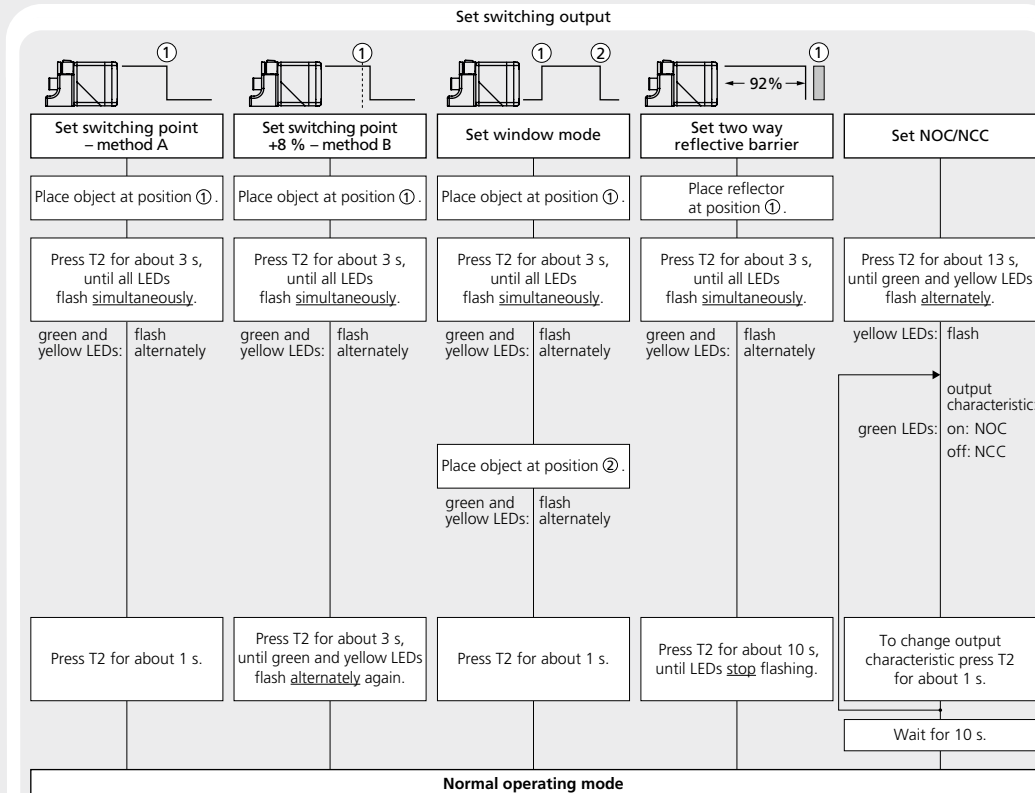 Set switching output
①
①
① ②
← 92% →
①
Set switching point
– method A
Set switching point
+8 % – method B
Set window mode
Set two way
reflective barrier
Set NOC/NCC
Place object at position ①.
Place object at position ①.
Place object at position ①.
Place reflector
at position ①.
Press T2 for about 3 s,
until all LEDs
flash simultaneously.
Press T2 for about 3 s,
until all LEDs
flash simultaneously.
Press T2 for about 3 s,
until all LEDs
flash simultaneously.
Press T2 for about 3 s,
until all LEDs
flash simultaneously.
Press T2 for about 13 s,
until green and yellow LEDs
flash alternately.
green and flash
yellow LEDs: alternately
green and flash
yellow LEDs: alternately
green and flash
yellow LEDs: alternately
green and flash
yellow LEDs: alternately
yellow LEDs: flash
output
characteristic:
green LEDs: on: NOC
off: NCC
Place object at position ②.
green and flash
yellow LEDs: alternately
Press T2 for about 1 s.
Press T2 for about 3 s,
until green and yellow LEDs
flash alternately again.
Press T2 for about 1 s.
Press T2 for about 10 s,
until LEDs stop flashing.
To change output
characteristic press T2
for about 1 s.
Wait for 10 s.
Normal operating mode